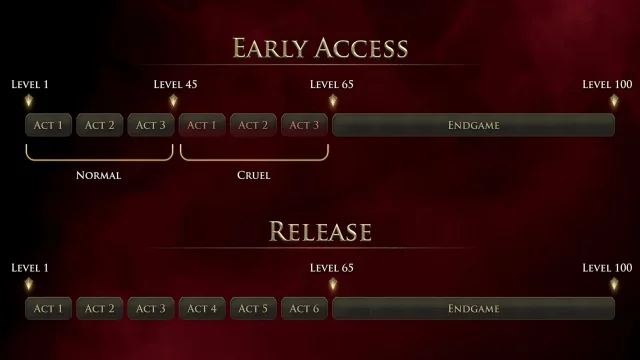 EARLY ACCESS
LEVEL 1 LEVEL 45 LEVEL 65 LEVEL 100
ACT 1 ACT 2 ACT 3 ACT 1 ACT 2 ACT 3 ENDGAME
NORMAL CRUEL
RELEASE
LEVEL 1 LEVEL 65 LEVEL 100
ACT 1 ACT 2 ACT 3 ACT 4 ACT 5 ACT 6 ENDGAME